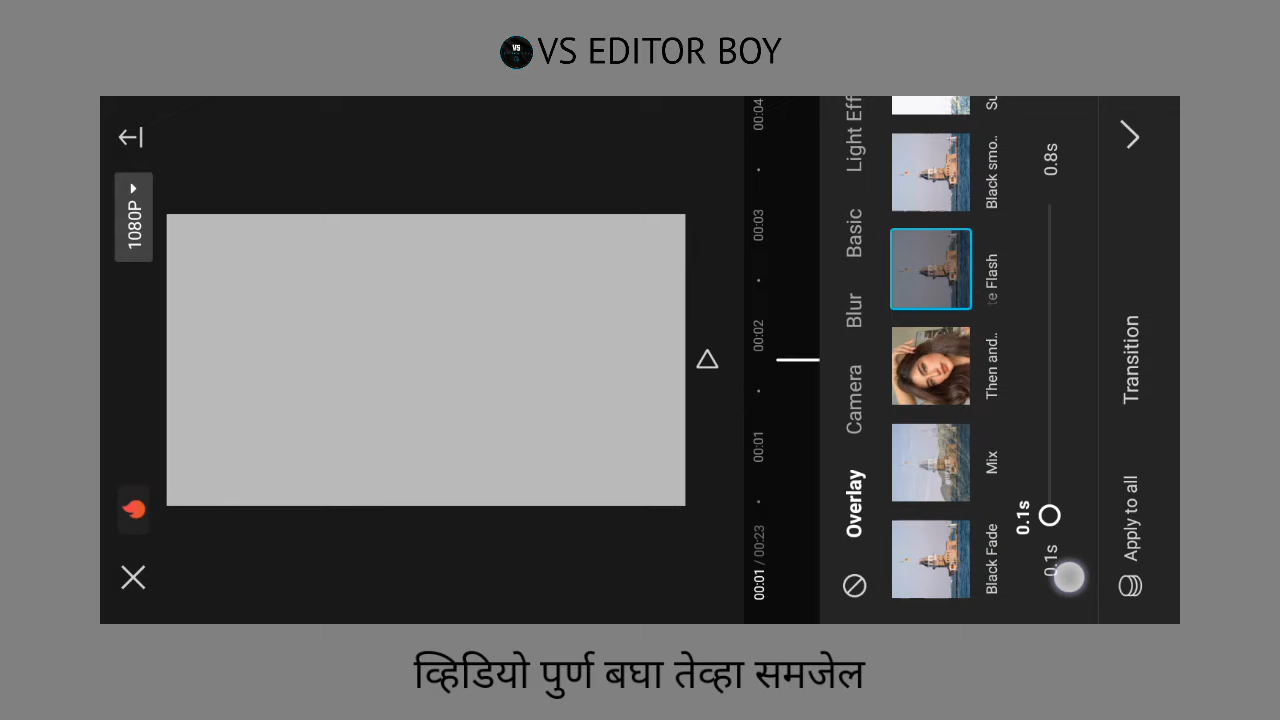 VS EDITOR BOY
1080P
00:01 / 00:23
00:01
00:02
00:03
00:04
Overlay
Camera
Blur
Basic
Light Eff
Black Fade
Mix
Then and..
te Flash
Black smo..
Su
0.1s
0.1s
0.8s
Apply to all
Transition
व्हिडियो पुर्ण बघा तेव्हा समजेल